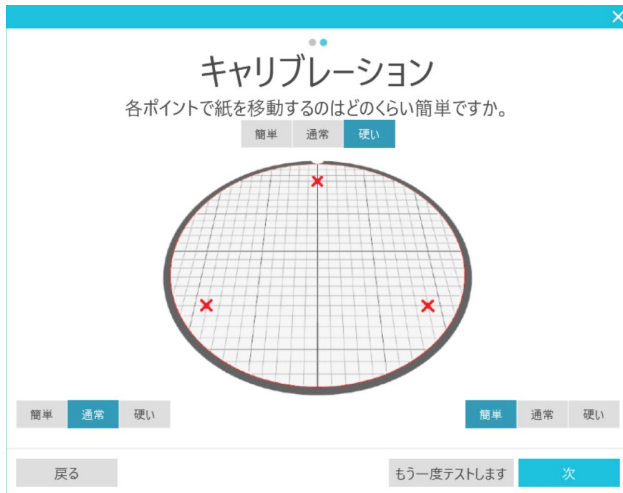 キャリブレーション
各ポイントで紙を移動するのはどのくらい簡単ですか。
簡単 通常 硬い
簡単 通常 硬い 簡単 通常 硬い
戻る もう一度テストします 次